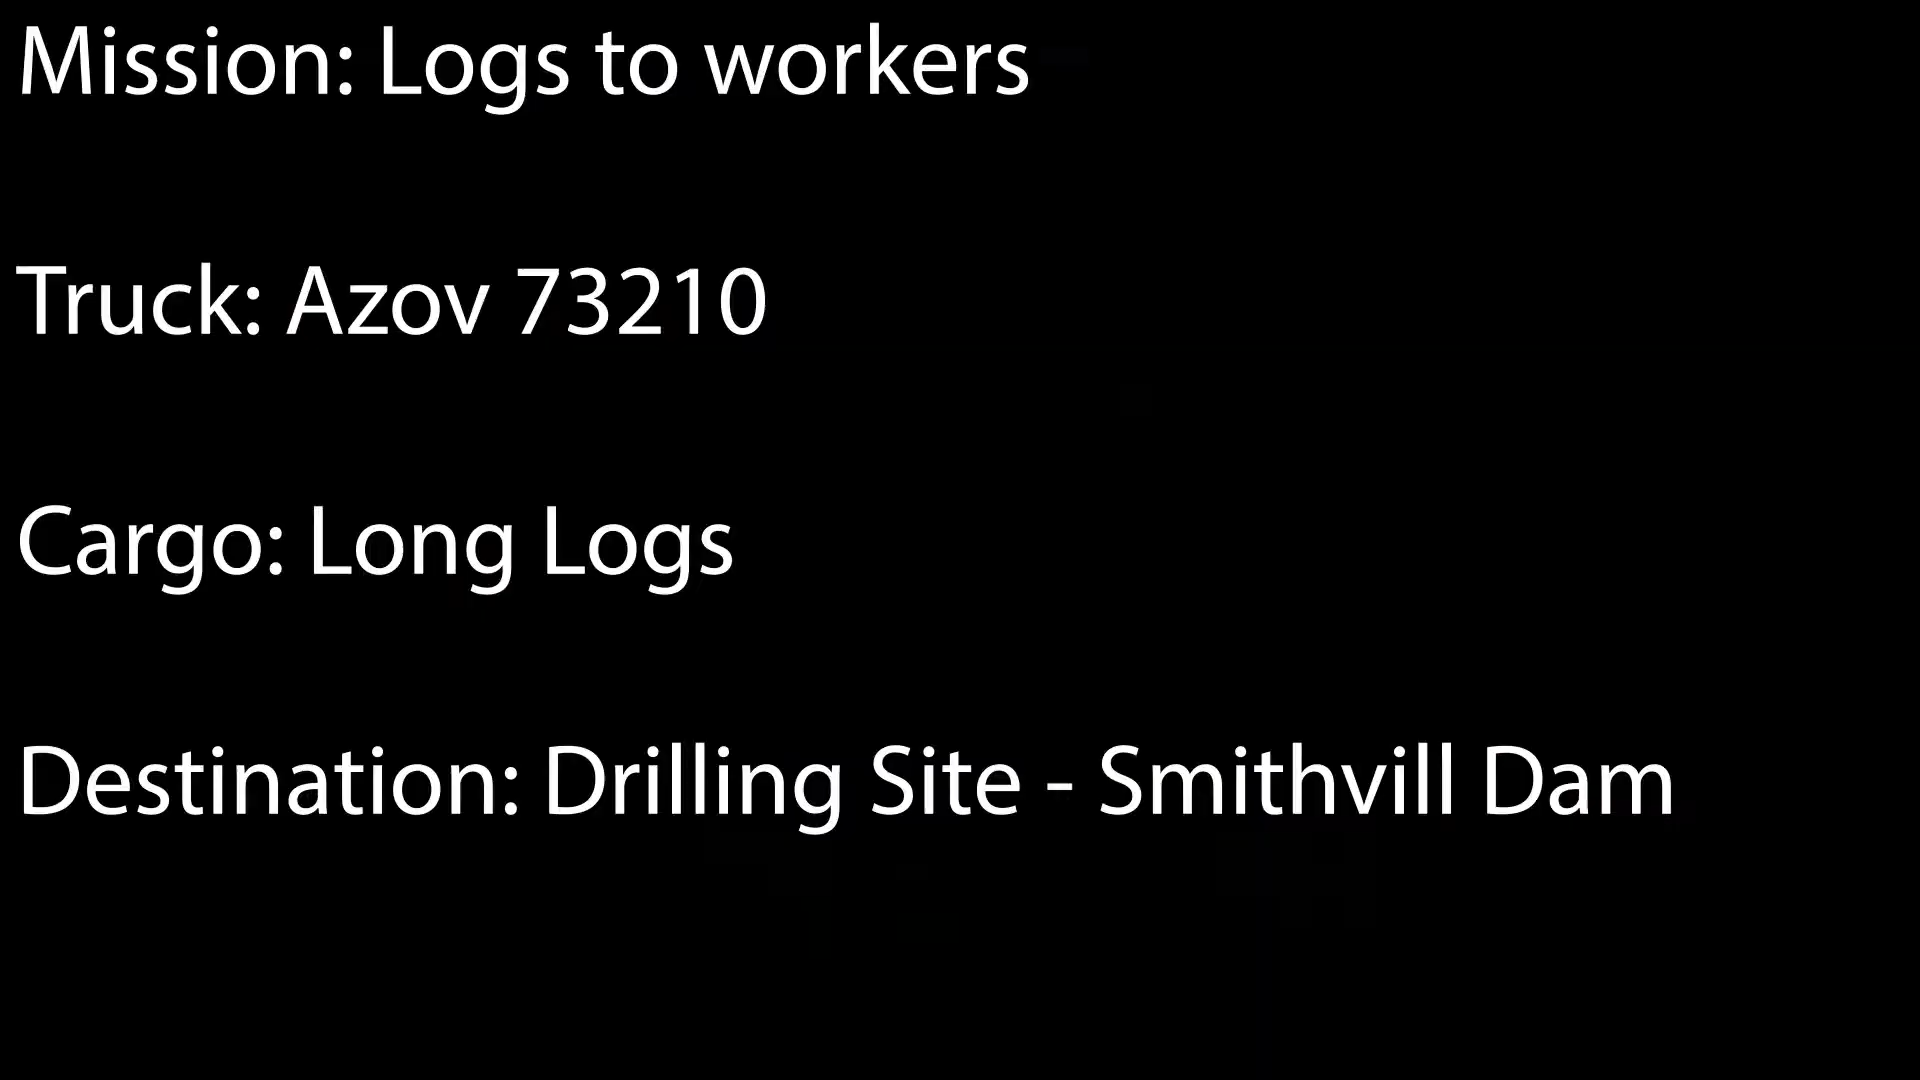 Mission: Logs to workers
Truck: Azov 73210
Cargo: Long Logs
Destination: Drilling Site - Smithvill Dam